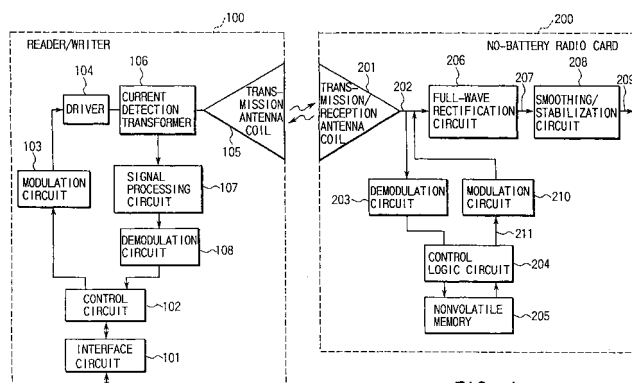 100
READER/WRITER
104
DRIVER
106
CURRENT
DETECTION
TRANSFORMER
TRANS-
MISSION
ANTENNA
COIL
105
103
MODULATION
CIRCUIT
SIGNAL
PROCESSING
CIRCUIT
107
DEMODULATION
CIRCUIT
108
CONTROL
CIRCUIT
102
INTERFACE
CIRCUIT
101
200
NO-BATTERY RADIO CARD
201
TRANS-
MISSION/
RECEPTION
ANTENNA
COIL
202
206
FULL-WAVE
RECTIFICATION
CIRCUIT
207
208
SMOOTHING/
STABILIZATION
CIRCUIT
209
203
DEMODULATION
CIRCUIT
MODULATION
CIRCUIT
210
211
CONTROL
LOGIC CIRCUIT
204
NONVOLATILE
MEMORY
205